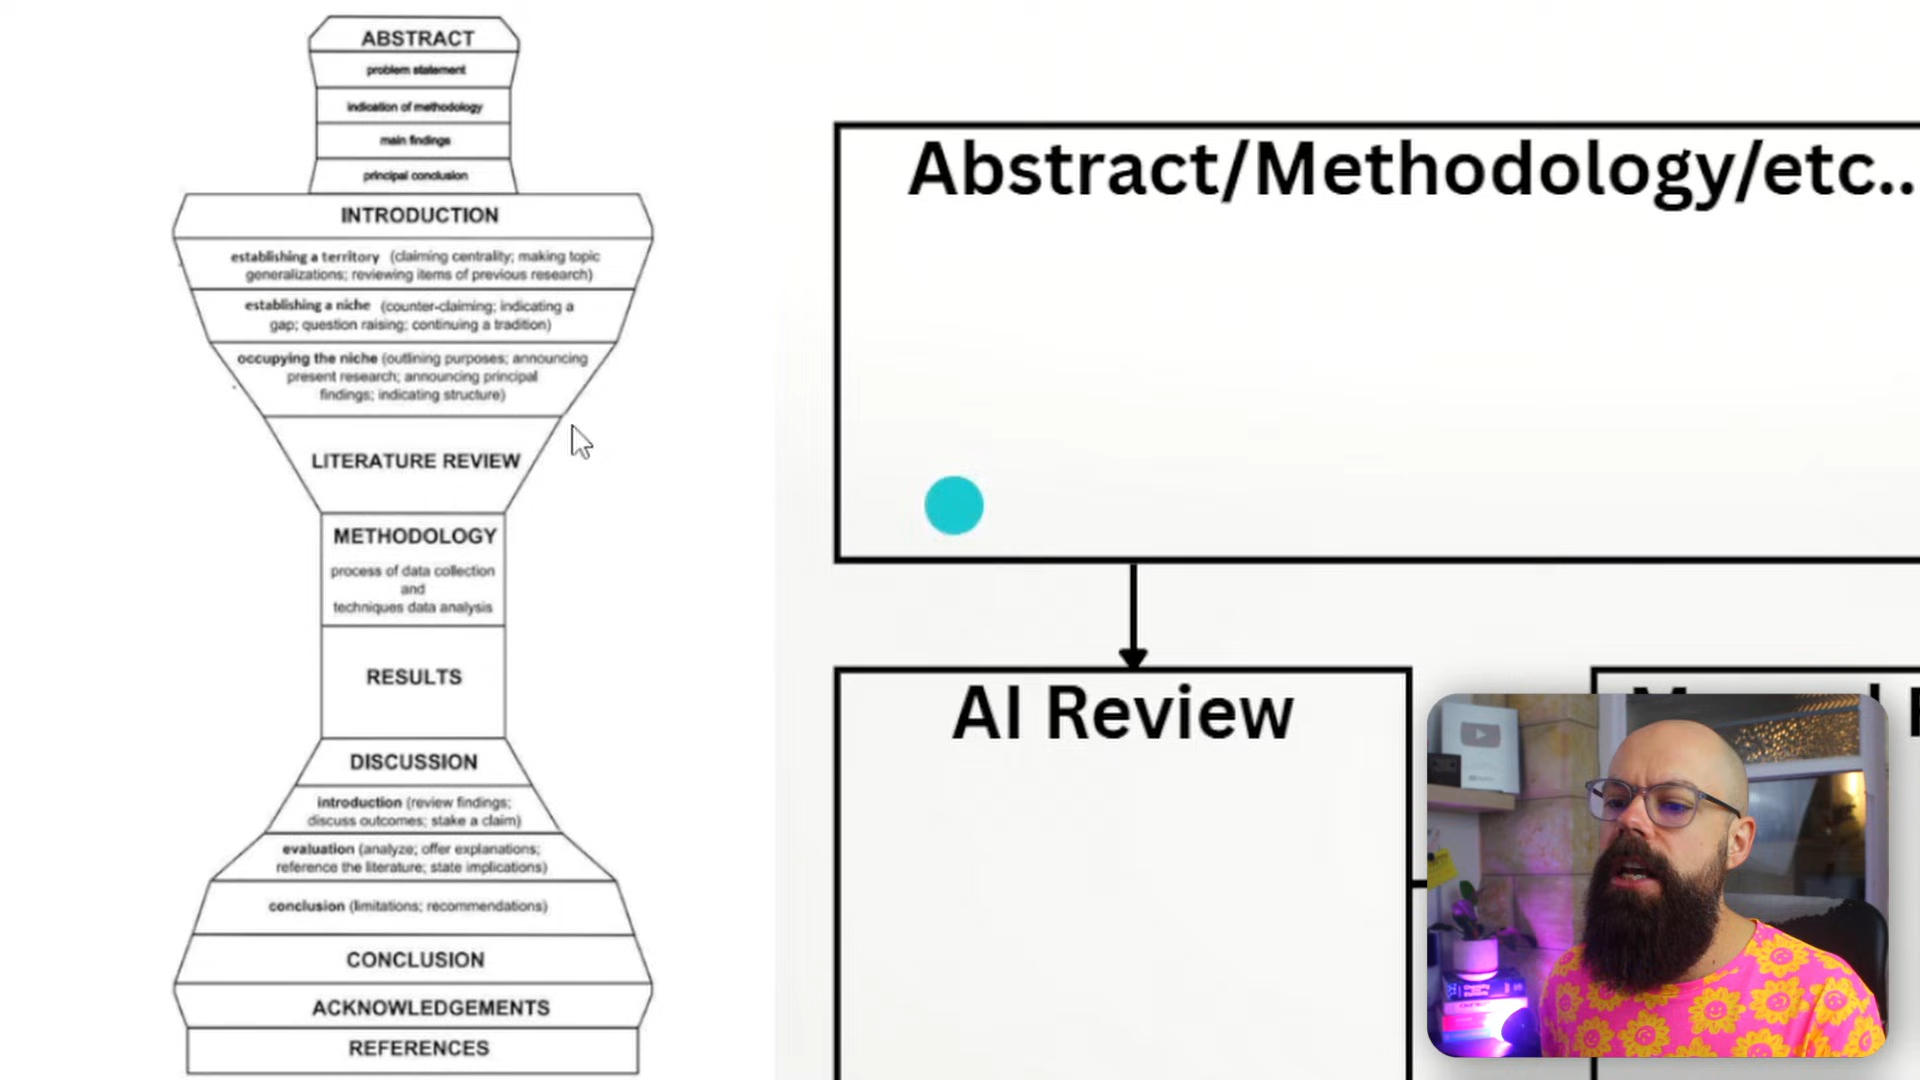 ABSTRACT
problem statement
indication of methodology
main findings
principal conclusion
INTRODUCTION
establishing a territory (claiming centrality; making topic
generalizations; reviewing items of previous research)
establishing a niche (counter-claiming; indicating a
gap; question raising; continuing a tradition)
occupying the niche (outlining purposes; announcing
present research; announcing principal
findings; indicating structure)
LITERATURE REVIEW
METHODOLOGY
process of data collection
and
techniques data analysis
RESULTS
DISCUSSION
introduction (review findings;
discuss outcomes; stake a claim)
evaluation (analyze; offer explanations;
reference the literature; state implications)
conclusion (limitations; recommendations)
CONCLUSION
ACKNOWLEDGEMENTS
REFERENCES
Abstract/Methodology/etc..
AI Review